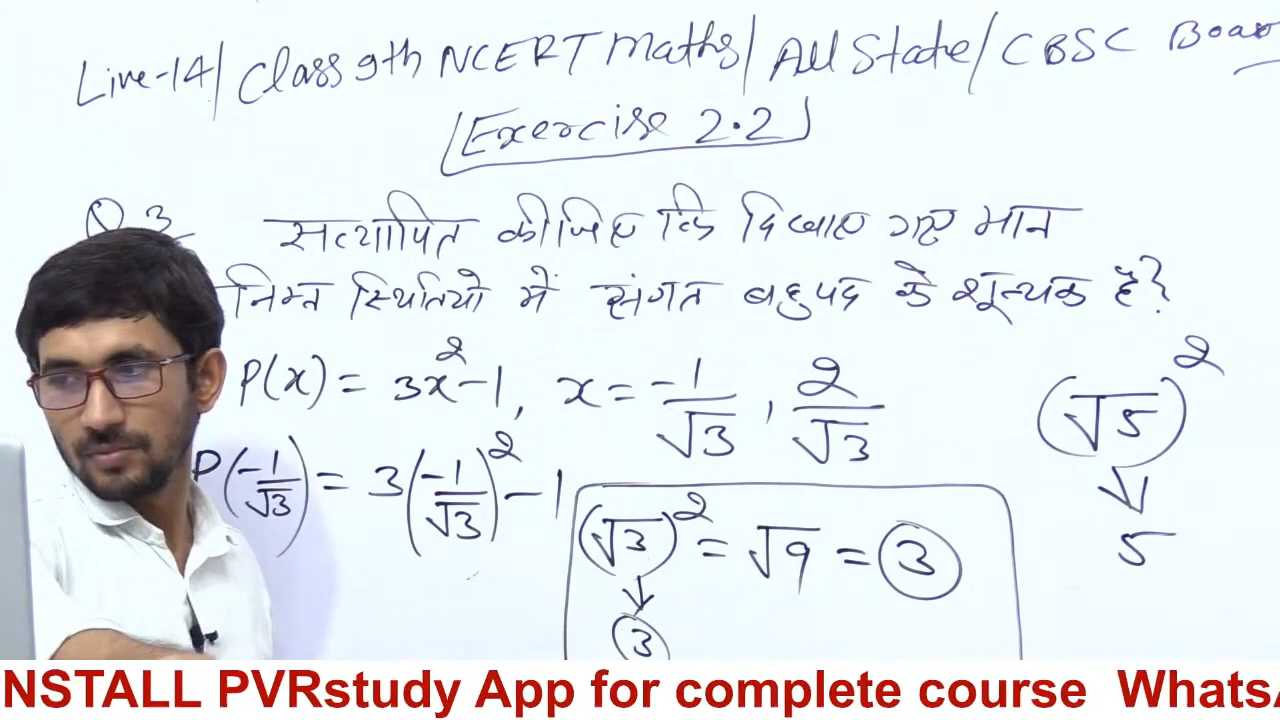 Live-14/ Class 9th NCERT Maths/ All State/ CBSC Boar
Exercise 2.2
Q 3 सत्यापित कीजिए कि दिखाए गए मान
निम्न स्थितियो में संगत बहुपद के शून्यक है?
P(x) = 3x² - 1, x = -1/√3, 2/√3
(√5)²
↓
5
P(-1/√3) = 3(-1/√3)² - 1
(√3)² = √9 = 3
↓
3
NSTALL PVRstudy App for complete course WhatsA